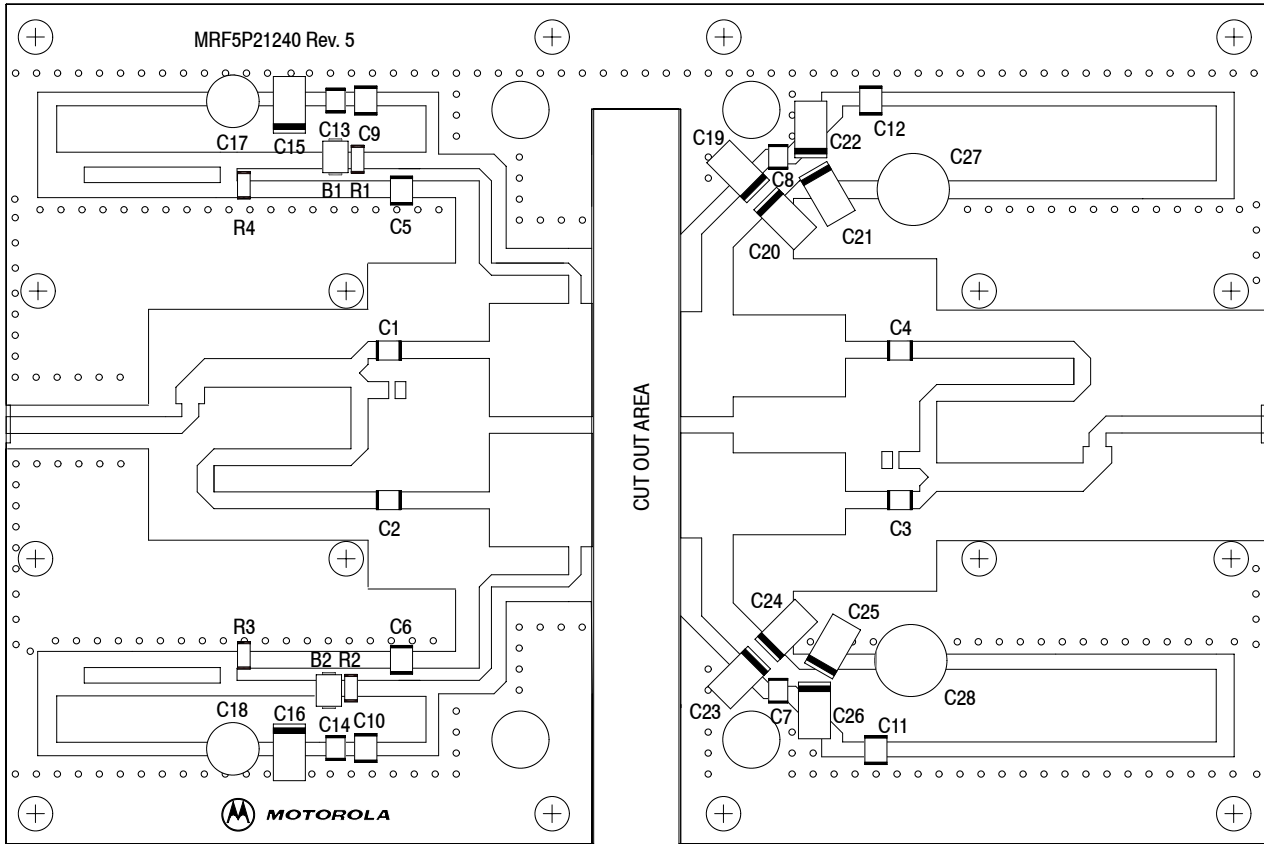 MRF5P21240 Rev. 5
C17
C15
C13
C9
B1
R1
R4
C5
C19
C8
C22
C12
C27
C21
C20
C1
C4
CUT OUT AREA
C2
C3
R3
C6
B2
R2
C18
C16
C14
C10
C24
C25
C23
C7
C26
C11
C28
MOTOROLA